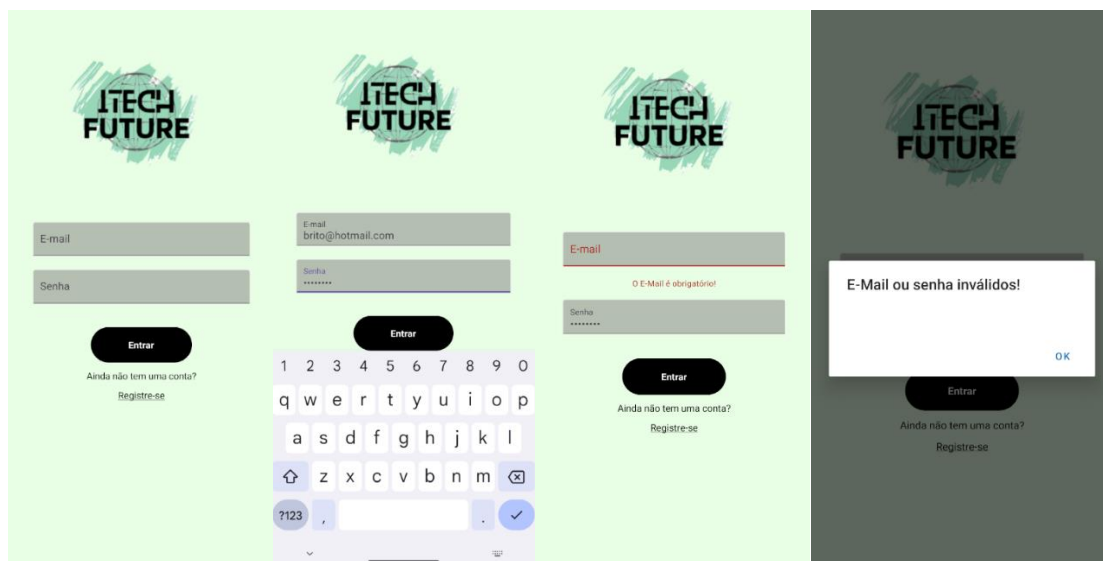 ITECH
FUTURE
E-mail
Senha
Entrar
Ainda não tem uma conta?
Registre-se
ITECH
FUTURE
E-mail
brito@hotmail.com
Senha
••••••••
Entrar
1 2 3 4 5 6 7 8 9 0
q w e r t y u i o p
a s d f g h j k l
z x c v b n m
?123 , .
ITECH
FUTURE
E-mail
O E-Mail é obrigatório!
Senha
••••••••
Entrar
Ainda não tem uma conta?
Registre-se
ITECH
FUTURE
E-Mail ou senha inválidos!
OK
Entrar
Ainda não tem uma conta?
Registre-se